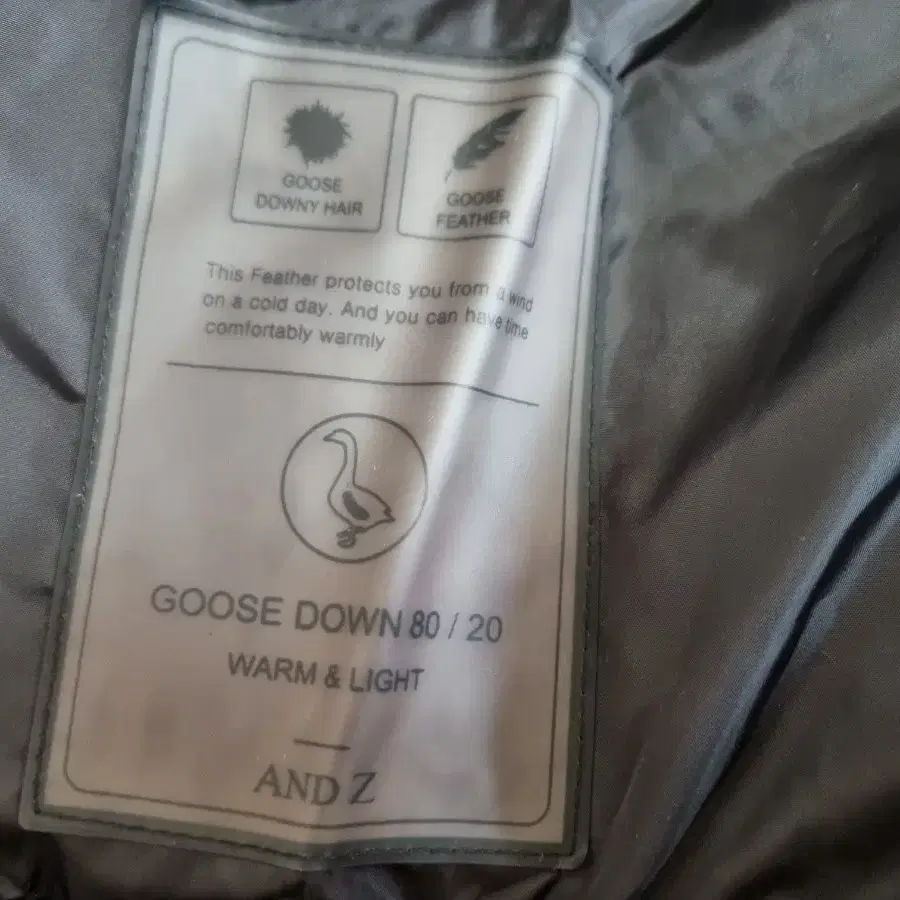 GOOSE
DOWNY HAIR
GOOSE
FEATHER
This Feather protects you from a wind
on a cold day. And you can have time
comfortably warmly
GOOSE DOWN 80 / 20
WARM & LIGHT
AND Z